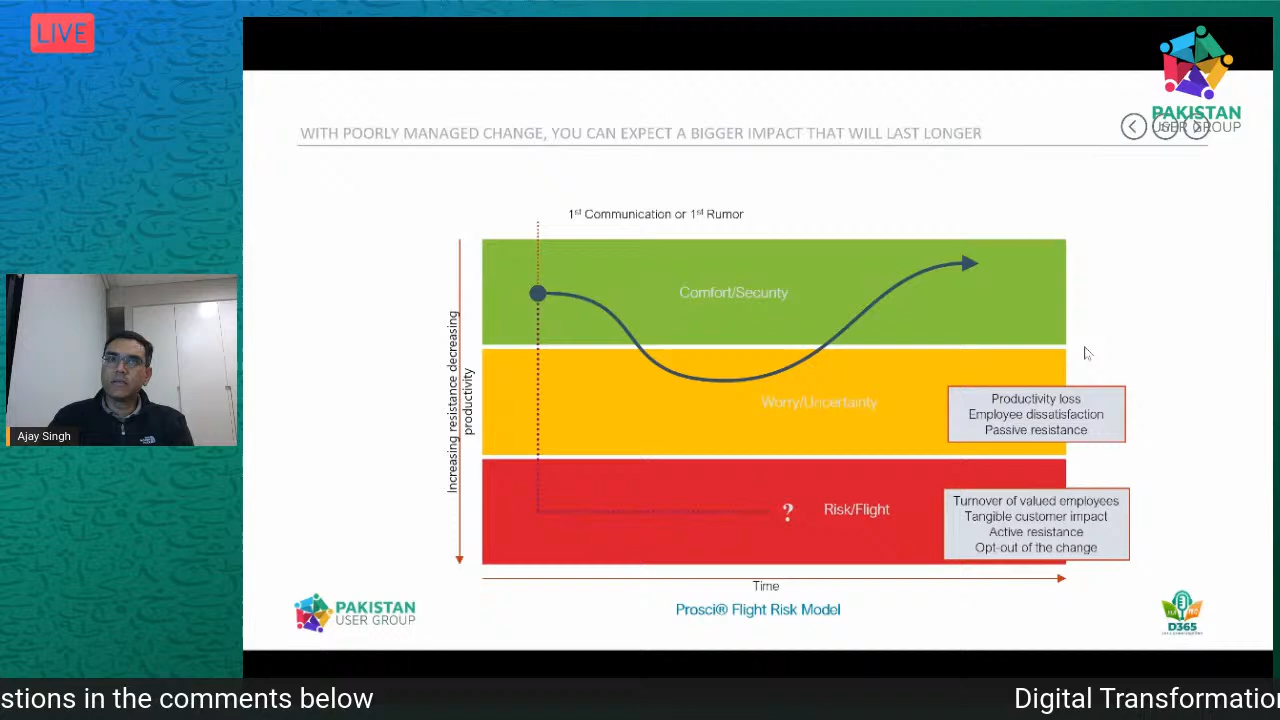 LIVE
PAKISTAN
USER GROUP
WITH POORLY MANAGED CHANGE, YOU CAN EXPECT A BIGGER IMPACT THAT WILL LAST LONGER
1st Communication or 1st Rumor
Comfort/Security
Increasing resistance decreasing
productivity
Worry/Uncertainty
Productivity loss
Employee dissatisfaction
Passive resistance
Ajay Singh
? Risk/Flight
Turnover of valued employees
Tangible customer impact
Active resistance
Opt-out of the change
Time
Prosci® Flight Risk Model
PAKISTAN
USER GROUP
D365
stions in the comments below
Digital Transformation